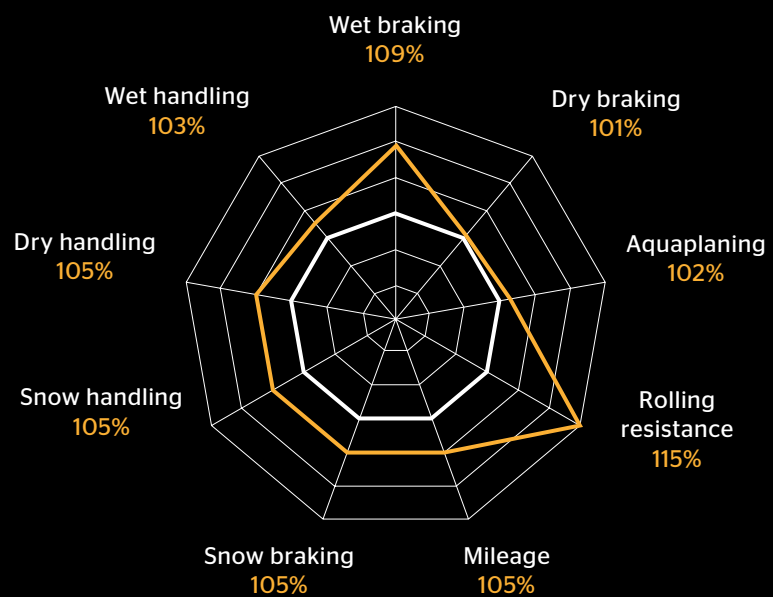 Wet braking
109%
Dry braking
101%
Aquaplaning
102%
Rolling
resistance
115%
Mileage
105%
Snow braking
105%
Snow handling
105%
Dry handling
105%
Wet handling
103%